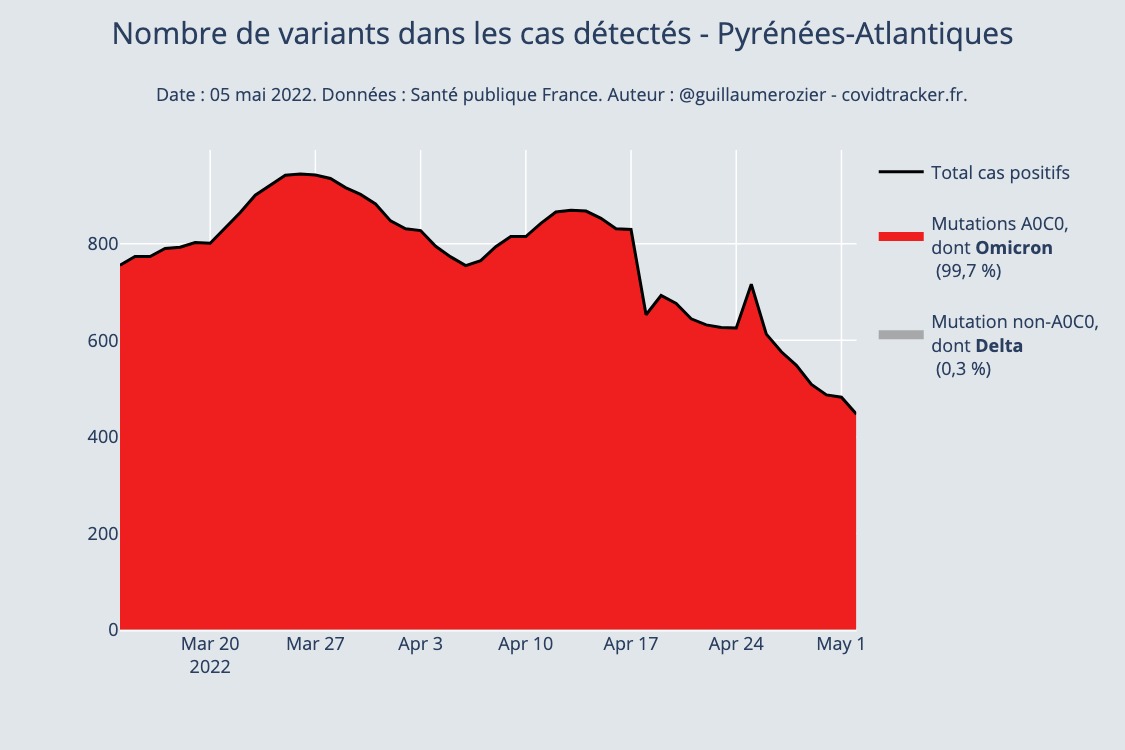 Nombre de variants dans les cas détectés - Pyrénées-Atlantiques
Date : 05 mai 2022. Données : Santé publique France. Auteur : @guillaumerozier - covidtracker.fr.
Total cas positifs
Mutations A0C0,
dont Omicron
(99,7 %)
Mutation non-A0C0,
dont Delta
(0,3 %)
800
600
400
200
0
Mar 20
2022
Mar 27
Apr 3
Apr 10
Apr 17
Apr 24
May 1